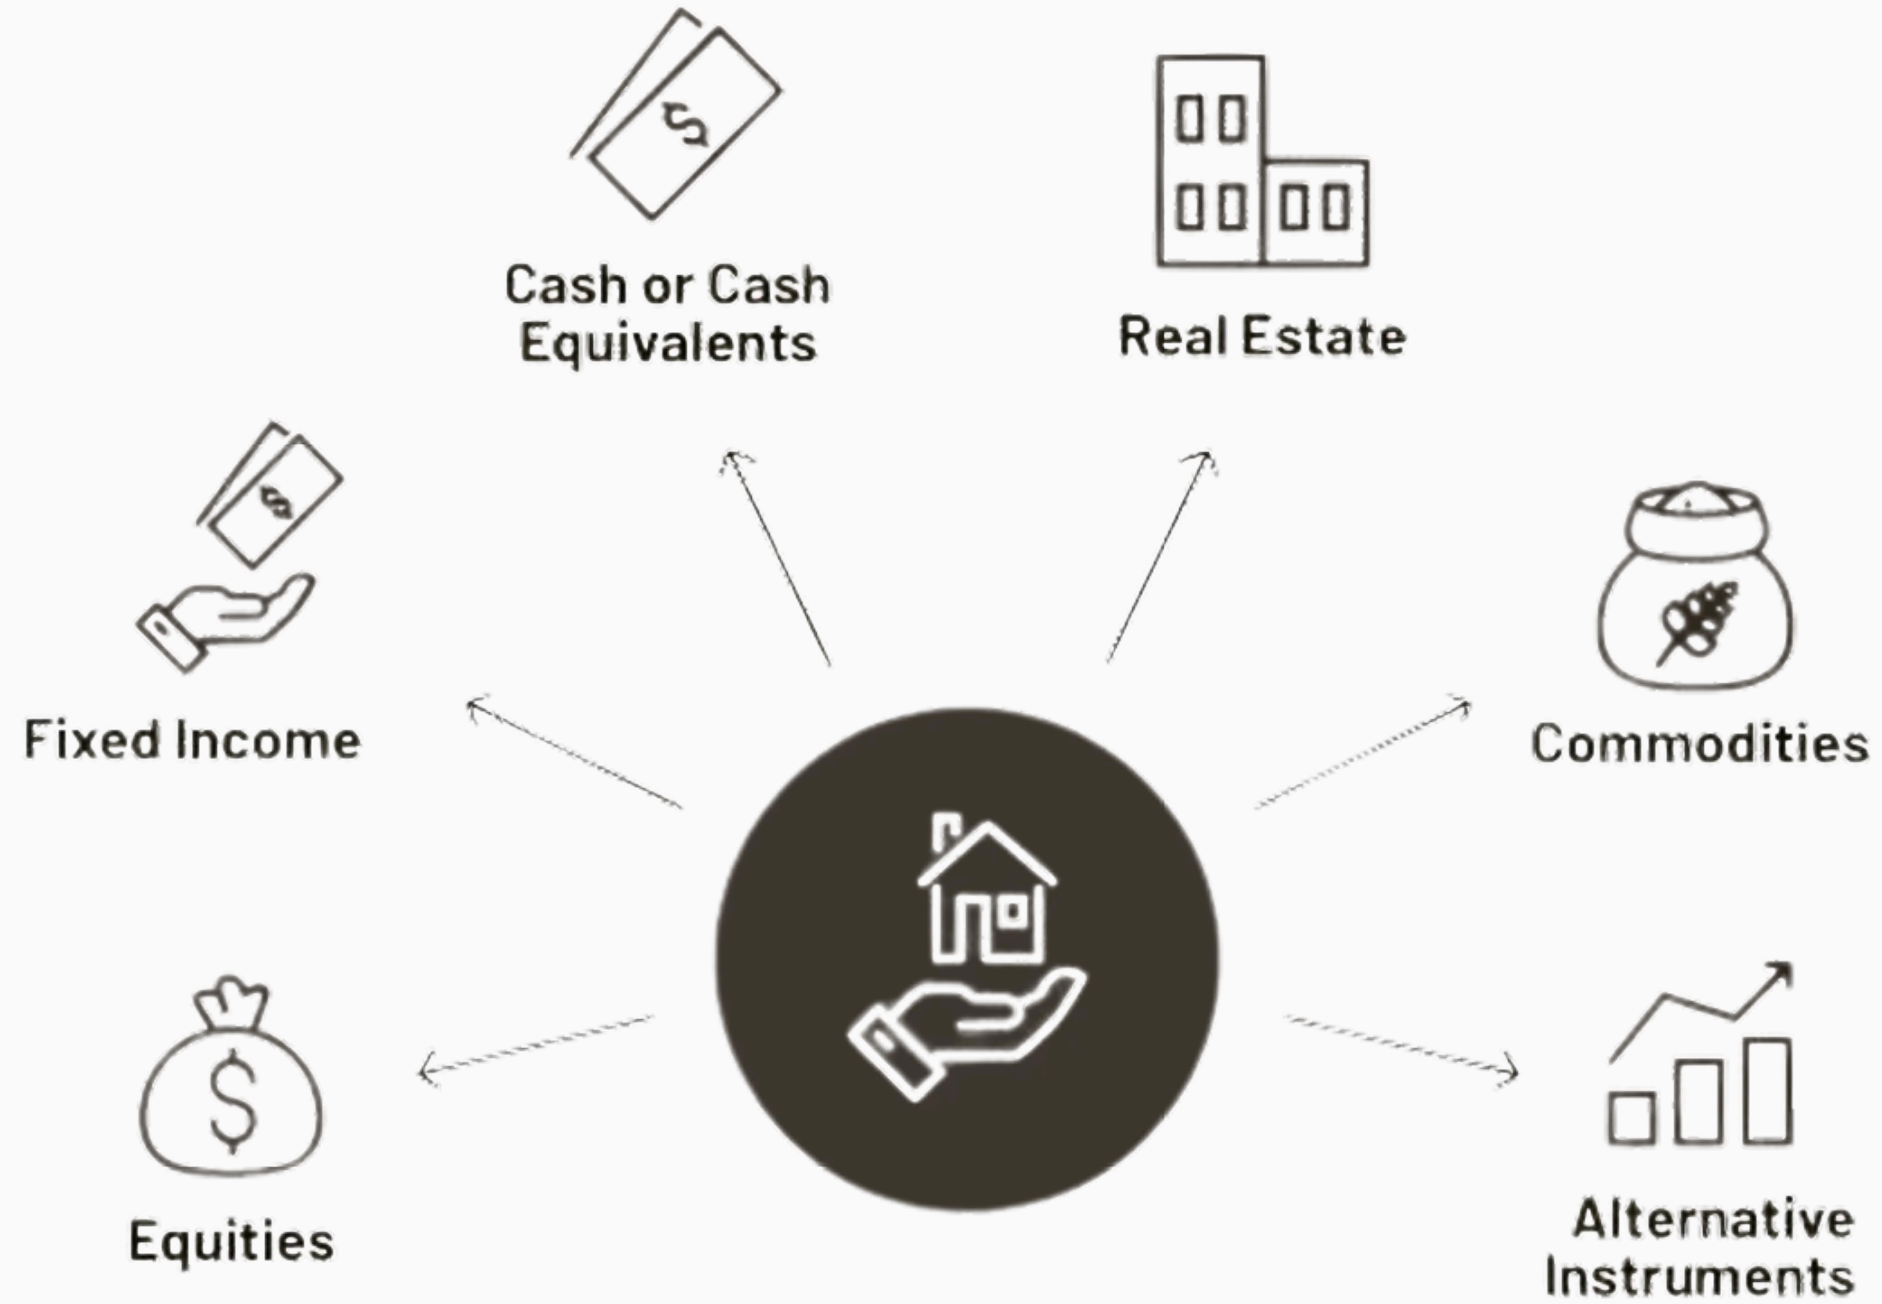 Cash or Cash
Equivalents
Real Estate
Fixed Income
Commodities
Equities
Alternative
Instruments